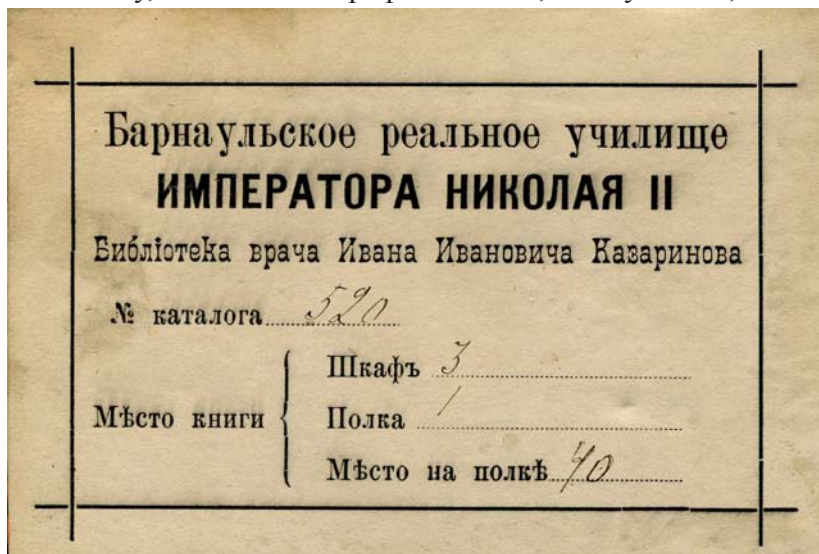 Барнаульское реальное училище
ИМПЕРАТОРА НИКОЛАЯ II
Библіотека врача Ивана Ивановича Казаринова
№ каталога 520
Шкафъ 3
Мѣсто книги { Полка 1
Мѣсто на полкѣ 40